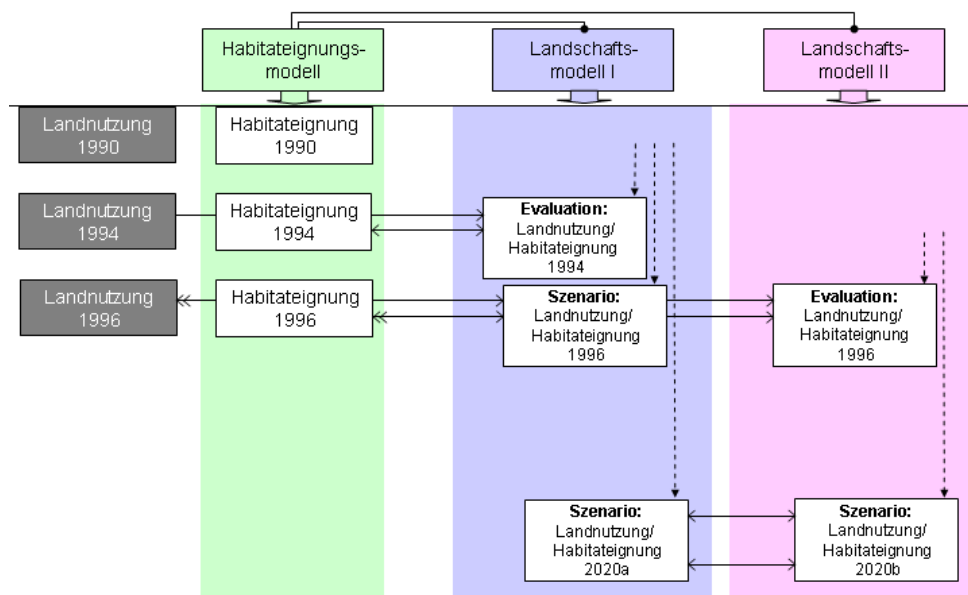 Habitateignungs-
modell
Landschafts-
modell I
Landschafts-
modell II
Landnutzung
1990
Habitateignung
1990
Landnutzung
1994
Habitateignung
1994
Evaluation:
Landnutzung/
Habitateignung
1994
Landnutzung
1996
Habitateignung
1996
Szenario:
Landnutzung/
Habitateignung
1996
Evaluation:
Landnutzung/
Habitateignung
1996
Szenario:
Landnutzung/
Habitateignung
2020a
Szenario:
Landnutzung/
Habitateignung
2020b